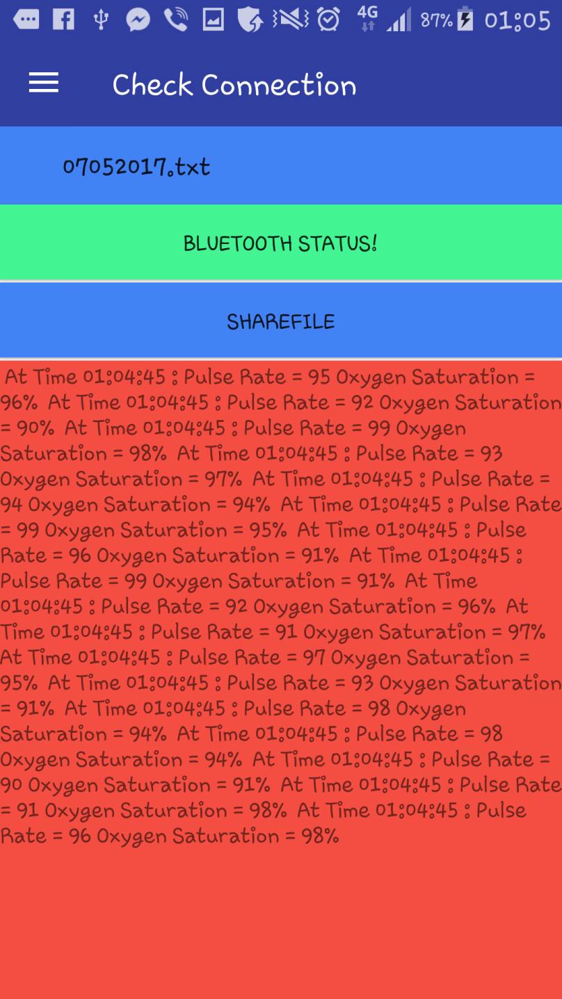 4G
87%
01:05
Check Connection
07052017.txt
BLUETOOTH STATUS!
SHAREFILE
At Time 01:04:45 : Pulse Rate = 95 Oxygen Saturation =
96%  At Time 01:04:45 : Pulse Rate = 92 Oxygen Saturation
= 90%  At Time 01:04:45 : Pulse Rate = 99 Oxygen
Saturation = 98%  At Time 01:04:45 : Pulse Rate = 93
Oxygen Saturation = 97%  At Time 01:04:45 : Pulse Rate =
94 Oxygen Saturation = 94%  At Time 01:04:45 : Pulse Rate
= 99 Oxygen Saturation = 95%  At Time 01:04:45 : Pulse
Rate = 96 Oxygen Saturation = 91%  At Time 01:04:45 :
Pulse Rate = 99 Oxygen Saturation = 91%  At Time
01:04:45 : Pulse Rate = 92 Oxygen Saturation = 96%  At
Time 01:04:45 : Pulse Rate = 91 Oxygen Saturation = 97%
At Time 01:04:45 : Pulse Rate = 97 Oxygen Saturation =
95%  At Time 01:04:45 : Pulse Rate = 93 Oxygen Saturation
= 91%  At Time 01:04:45 : Pulse Rate = 98 Oxygen
Saturation = 94%  At Time 01:04:45 : Pulse Rate = 98
Oxygen Saturation = 94%  At Time 01:04:45 : Pulse Rate =
90 Oxygen Saturation = 91%  At Time 01:04:45 : Pulse Rate
= 91 Oxygen Saturation = 98%  At Time 01:04:45 : Pulse
Rate = 96 Oxygen Saturation = 98%